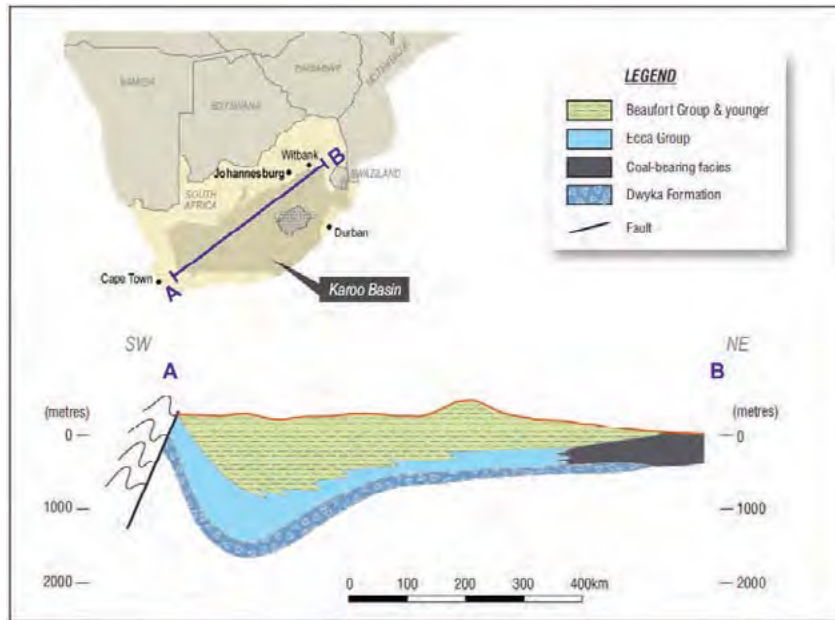 NAMIBIA
BOTSWANA
ZIMBABWE
Witbank
B
Johannesburg
SWAZILAND
SOUTH
AFRICA
Durban
Cape Town
A
Karoo Basin
LEGEND
Beaufort Group & younger
Ecca Group
Coal-bearing facies
Dwyka Formation
Fault
SW
NE
A
B
(metres)
(metres)
0
0
1000
1000
2000
2000
0 100 200 300 400km